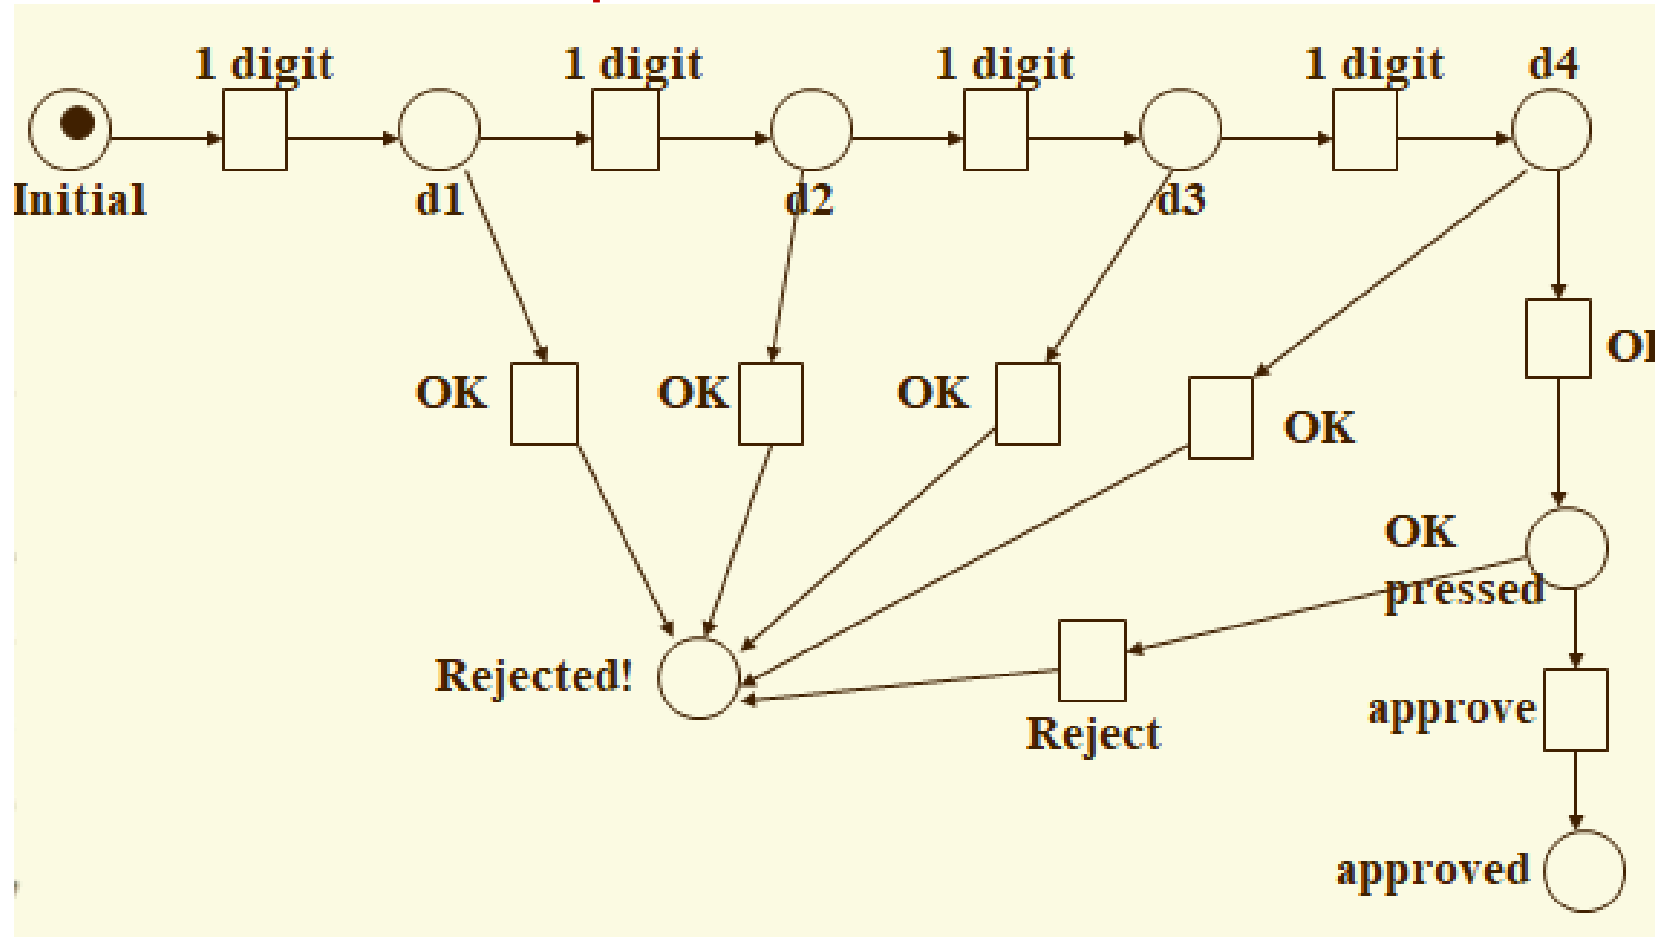 1 digit
1 digit
1 digit
1 digit
d4
Initial
d1
d2
d3
OK
OK
OK
OK
OK
pressed
Rejected!
Reject
approve
approved